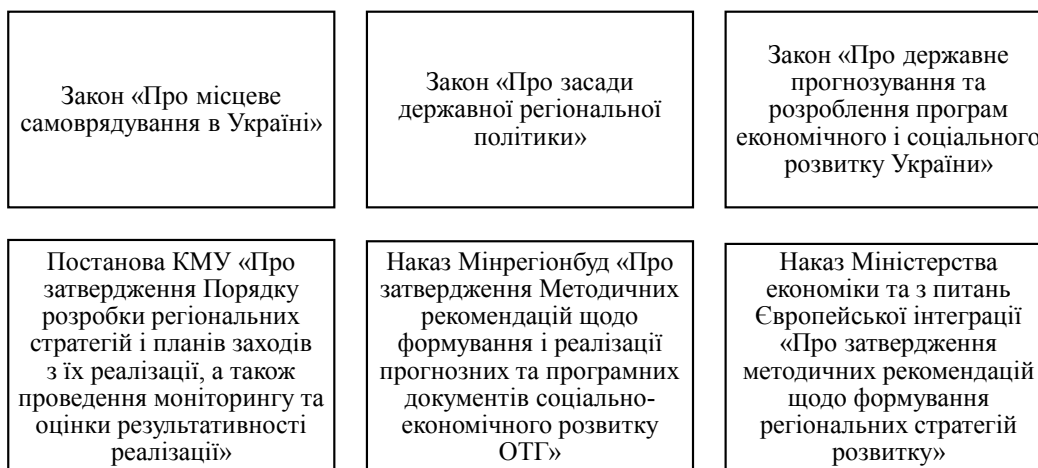 Закон «Про місцеве
самоврядування в Україні»
Закон «Про засади
державної регіональної
політики»
Закон «Про державне
прогнозування та
розроблення програм
економічного і соціального
розвитку України»
Постанова КМУ «Про
затвердження Порядку
розробки регіональних
стратегій і планів заходів
з їх реалізації, а також
проведення моніторингу та
оцінки результативності
реалізації»
Наказ Мінрегіонбуд «Про
затвердження Методичних
рекомендацій щодо
формування і реалізації
прогнозних та програмних
документів соціально-
економічного розвитку
ОТГ»
Наказ Міністерства
економіки та з питань
Європейської інтеграції
«Про затвердження
методичних рекомендацій
щодо формування
регіональних стратегій
розвитку»